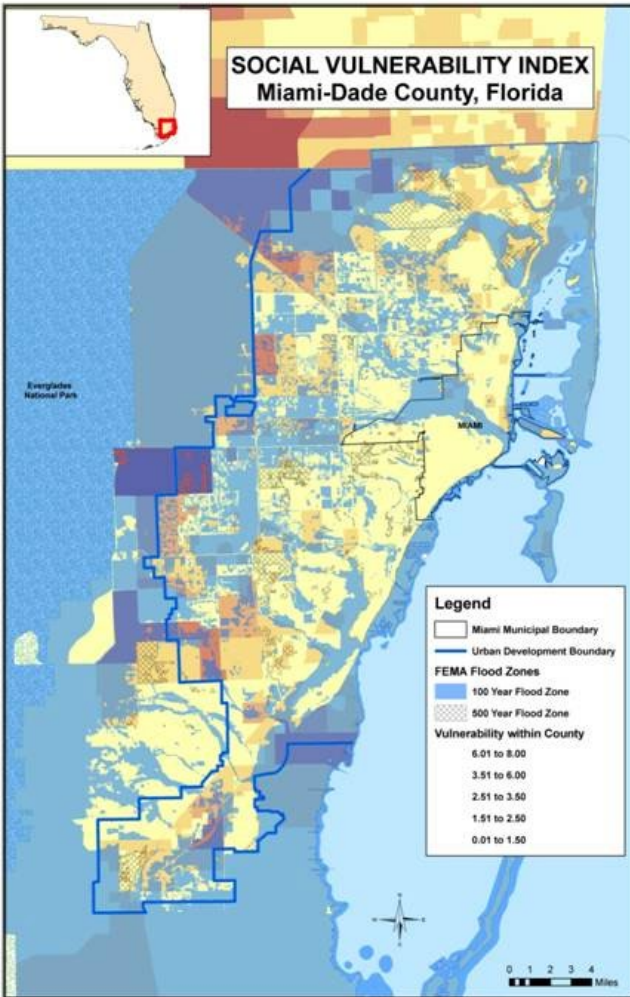 SOCIAL VULNERABILITY INDEX
Miami-Dade County, Florida
Everglades
National Park
MIAMI
Legend
Miami Municipal Boundary
Urban Development Boundary
FEMA Flood Zones
100 Year Flood Zone
500 Year Flood Zone
Vulnerability within County
6.01 to 8.00
3.51 to 6.00
2.51 to 3.50
1.51 to 2.50
0.01 to 1.50
0 1 2 3 4
Miles